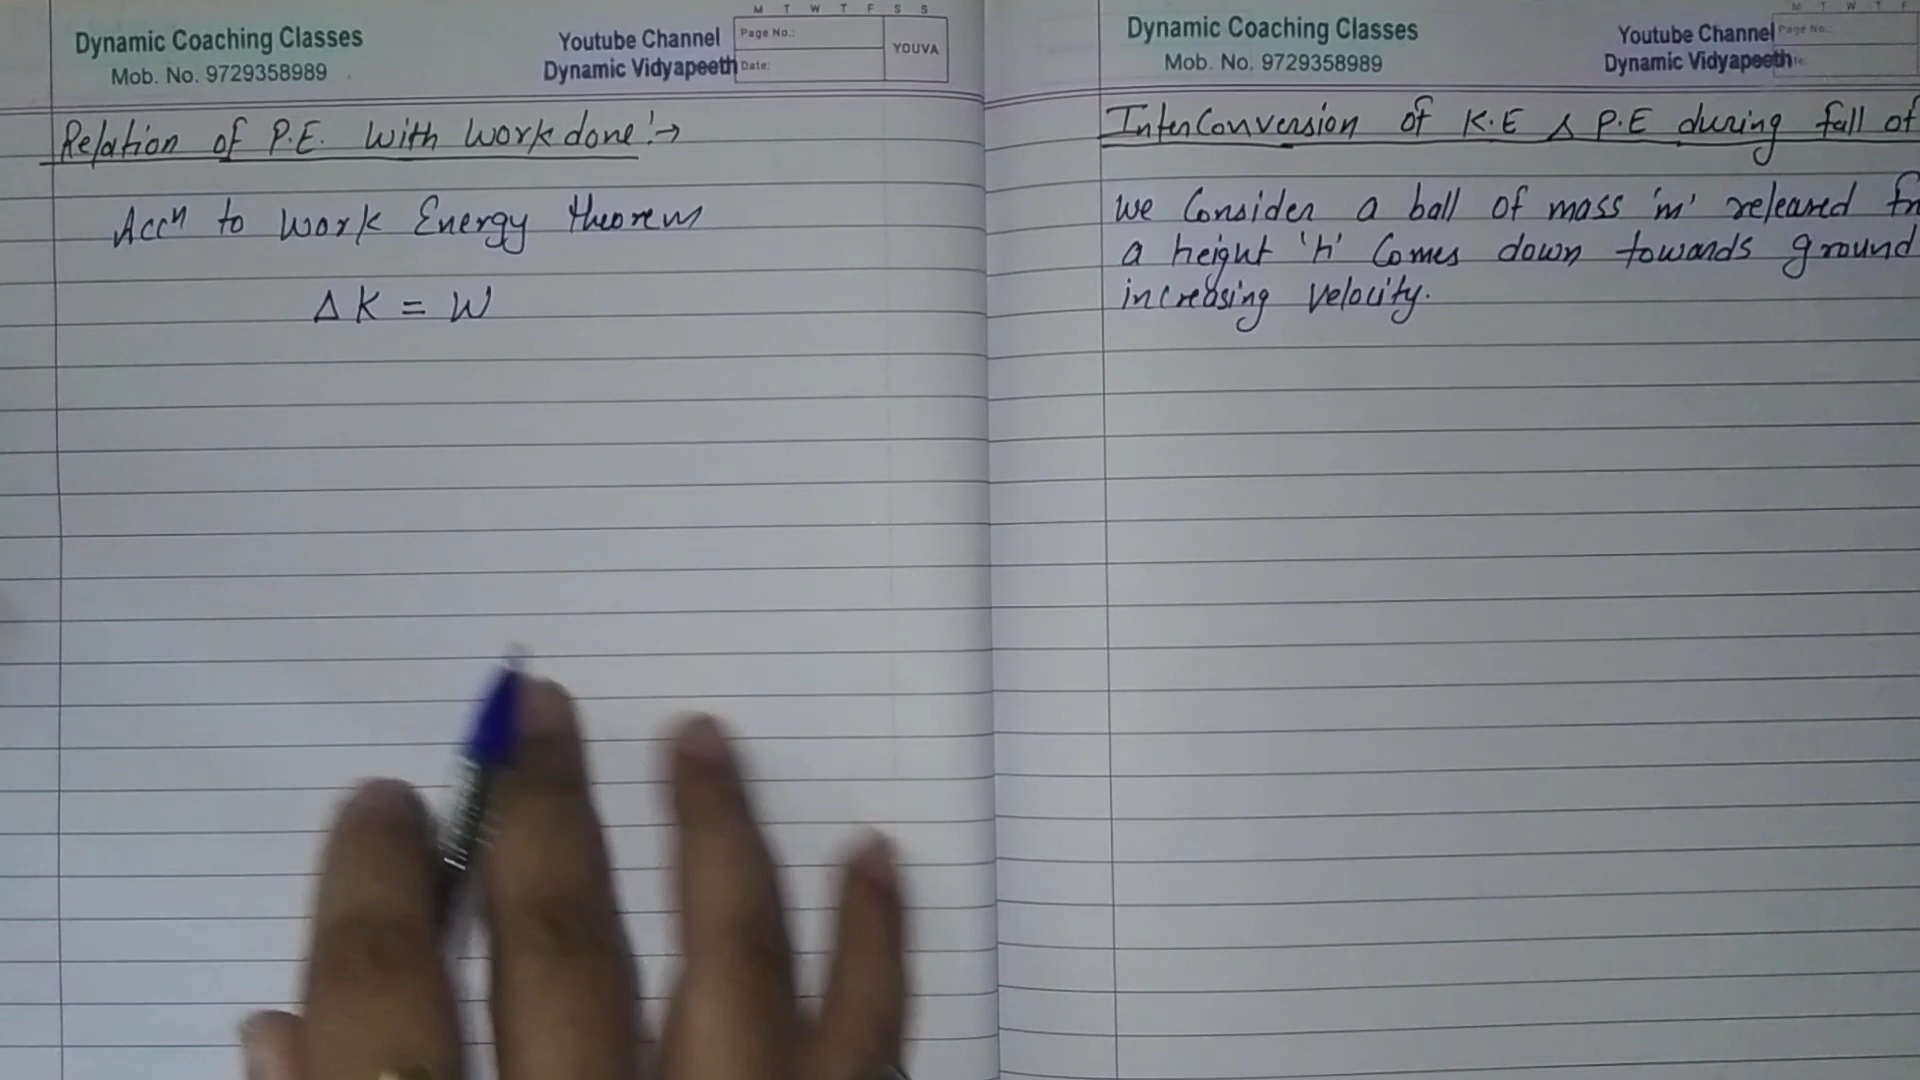 M T W T F S S
Dynamic Coaching Classes
Mob. No. 9729358989
Youtube Channel
Dynamic Vidyapeeth
Page No.:
Date:
YOUVA
Relation of P.E. With Work done:→
Accⁿ to Work Energy theorem
Δ K = W
M T W T F
Dynamic Coaching Classes
Mob. No. 9729358989
Youtube Channel
Dynamic Vidyapeeth
Page No.:
InterConversion of K.E & P.E during fall of
We Consider a ball of mass 'm' released
a height 'h' Comes down towards ground
increasing velocity.